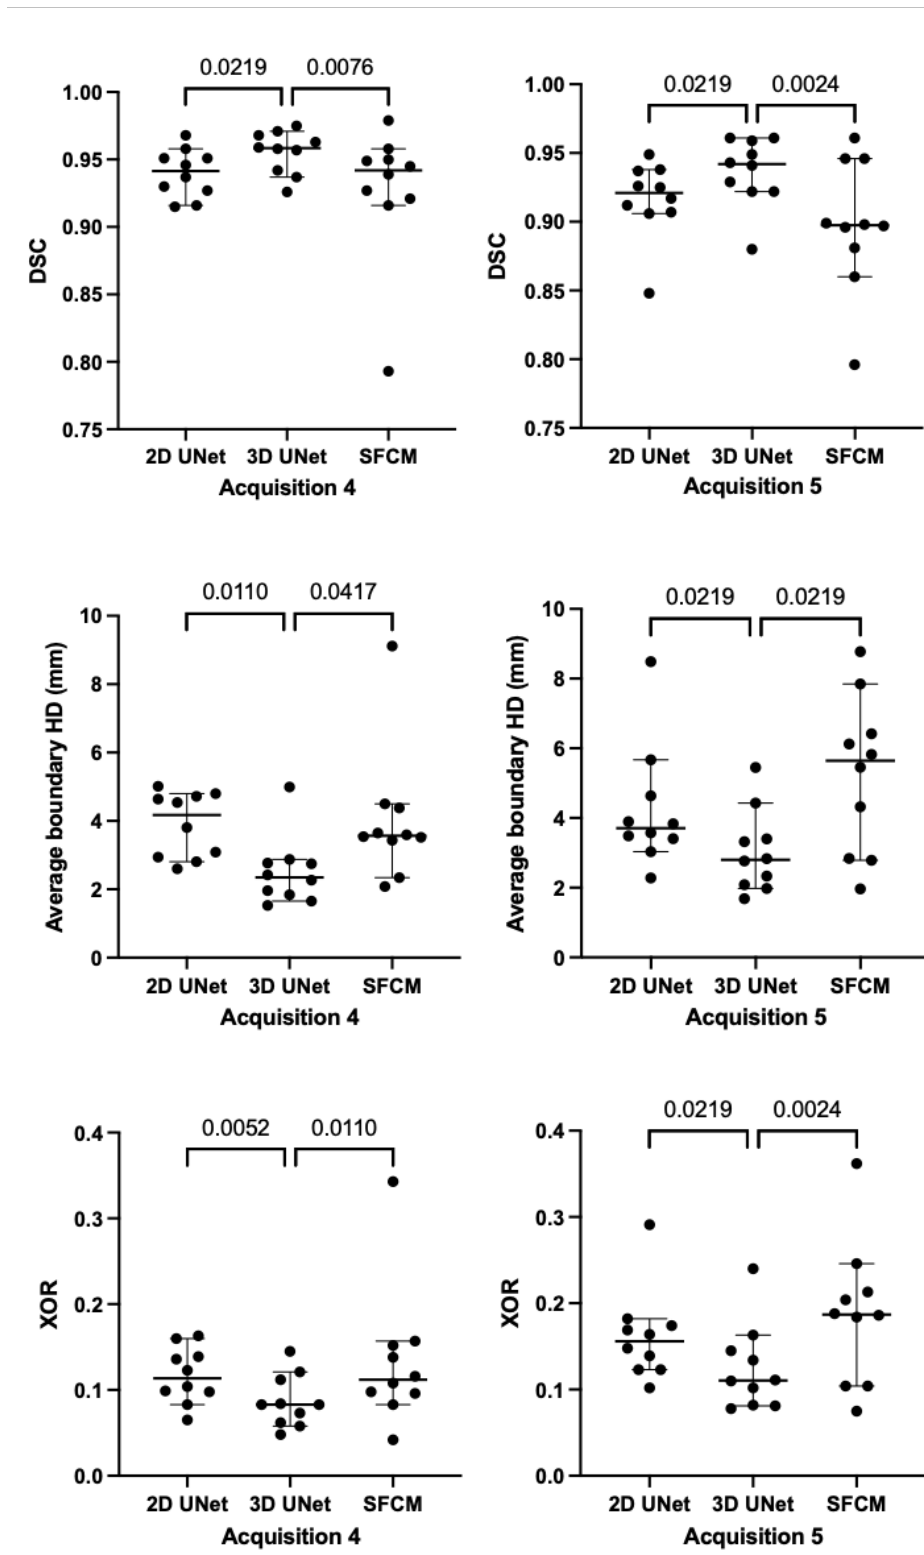 0.0219 0.0076
1.00
0.95
0.90
0.85
0.80
0.75
DSC
2D UNet 3D UNet SFCM
Acquisition 4
0.0219 0.0024
1.00
0.95
0.90
0.85
0.80
0.75
DSC
2D UNet 3D UNet SFCM
Acquisition 5
0.0110 0.0417
10
8
6
4
2
0
Average boundary HD (mm)
2D UNet 3D UNet SFCM
Acquisition 4
0.0219 0.0219
10
8
6
4
2
0
Average boundary HD (mm)
2D UNet 3D UNet SFCM
Acquisition 5
0.0052 0.0110
0.4
0.3
0.2
0.1
0.0
XOR
2D UNet 3D UNet SFCM
Acquisition 4
0.0219 0.0024
0.4
0.3
0.2
0.1
0.0
XOR
2D UNet 3D UNet SFCM
Acquisition 5